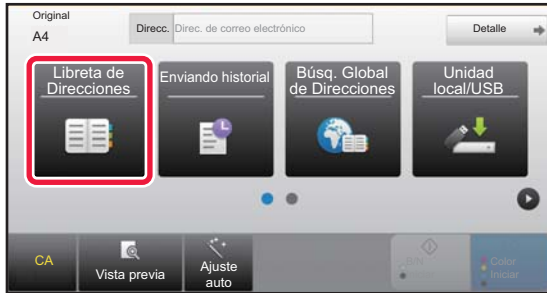 Original
A4
Direcc. Direc. de correo electrónico
Detalle
Libreta de
Direcciones
Enviando historial
Búsq. Global
de Direcciones
Unidad
local/USB
CA
Vista previa
Ajuste
auto
B/N
Iniciar
Color
Iniciar